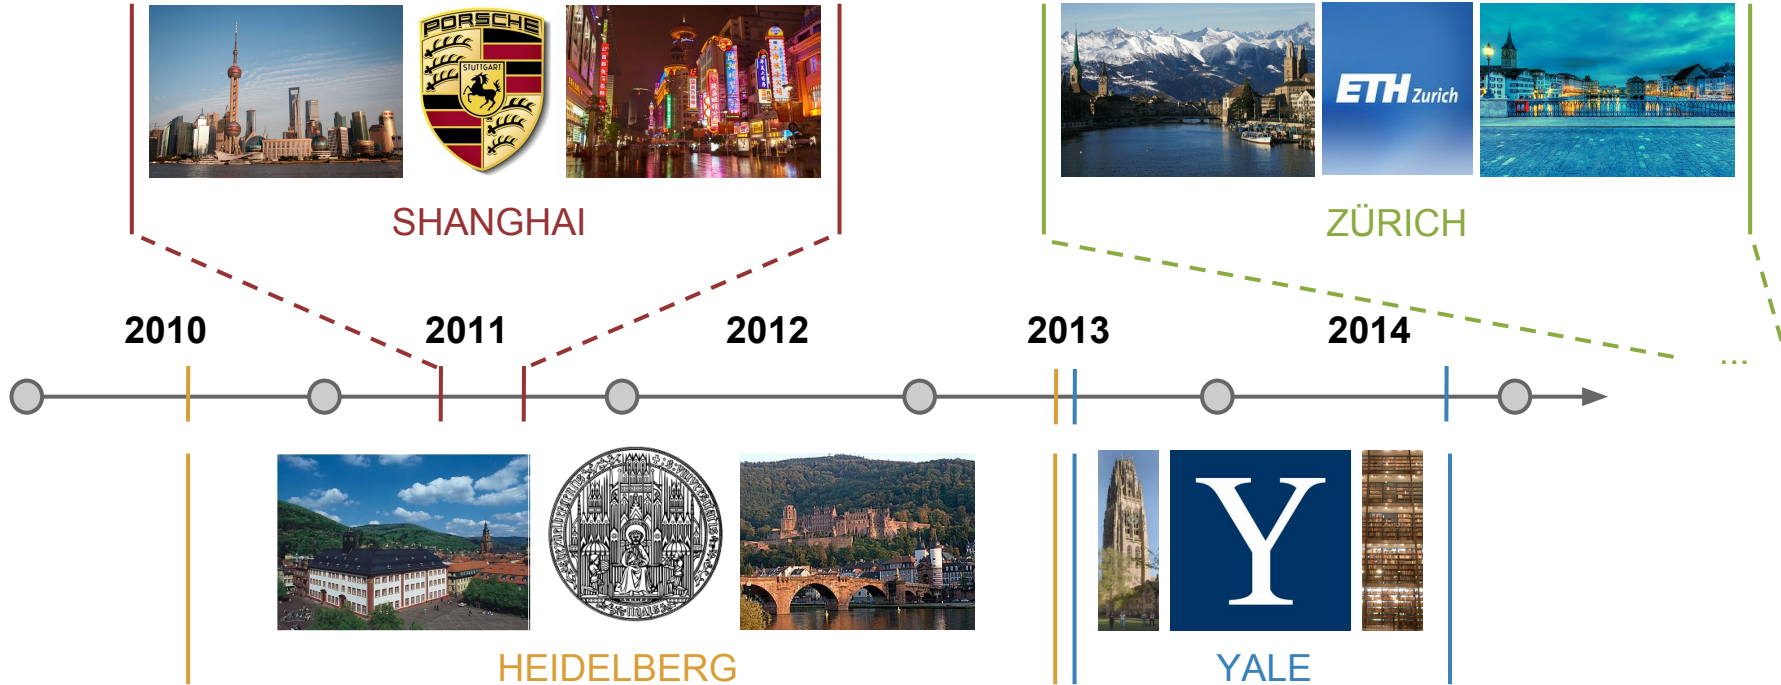 PORSCHE
STUTTGART
ETH Zurich
SHANGHAI
ZÜRICH
2010
2011
2012
2013
2014
...
Y
HEIDELBERG
YALE